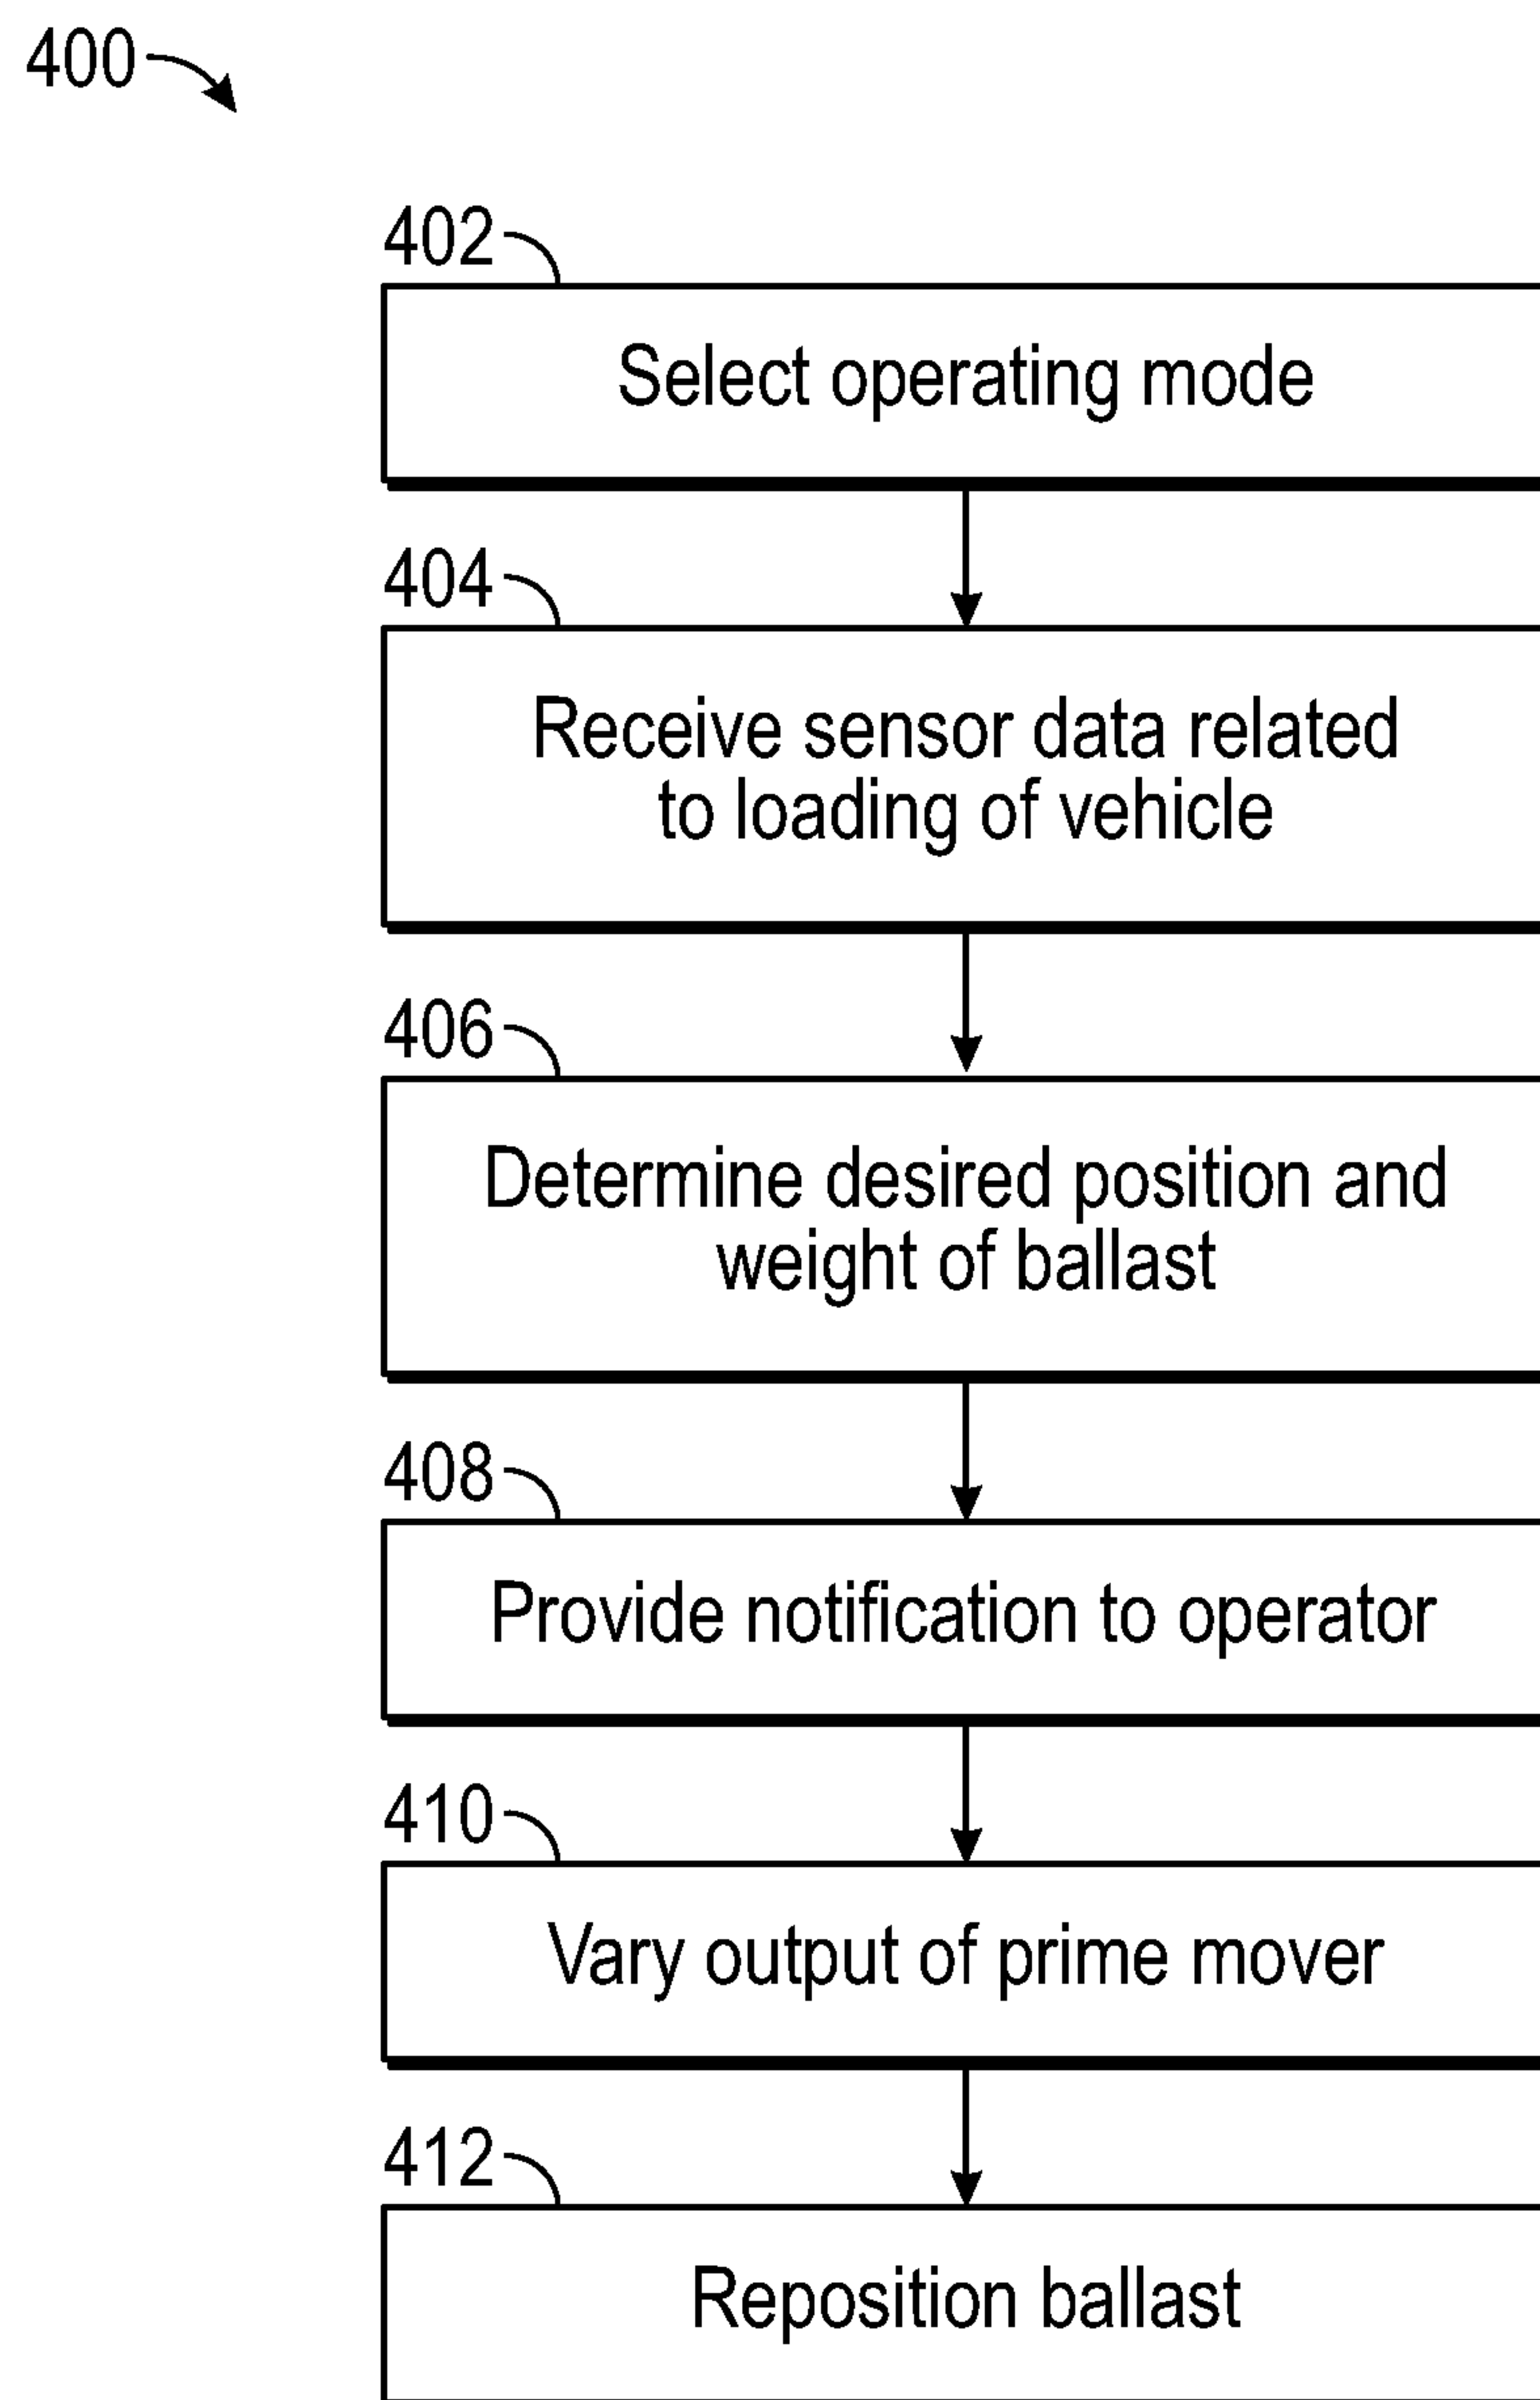 400
402
Select operating mode
404
Receive sensor data related
to loading of vehicle
406
Determine desired position and
weight of ballast
408
Provide notification to operator
410
Vary output of prime mover
412
Reposition ballast